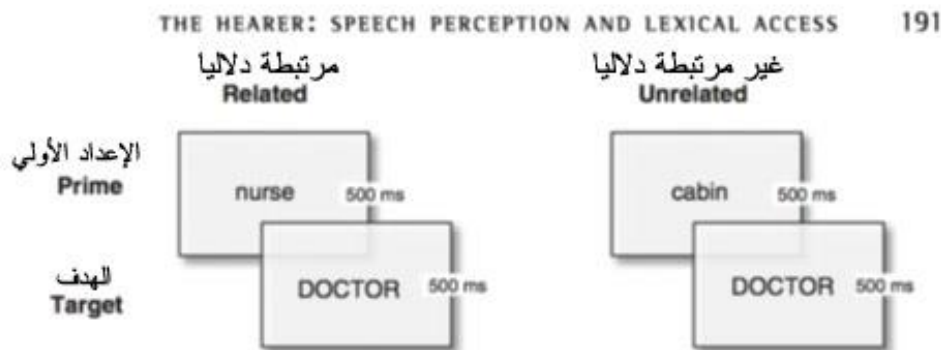 THE HEARER: SPEECH PERCEPTION AND LEXICAL ACCESS 191
مرتبطة دلاليا غير مرتبطة دلاليا
Related Unrelated
الإعداد الأولي
Prime
nurse 500 ms cabin 500 ms
الهدف
Target
DOCTOR 500 ms DOCTOR 500 ms